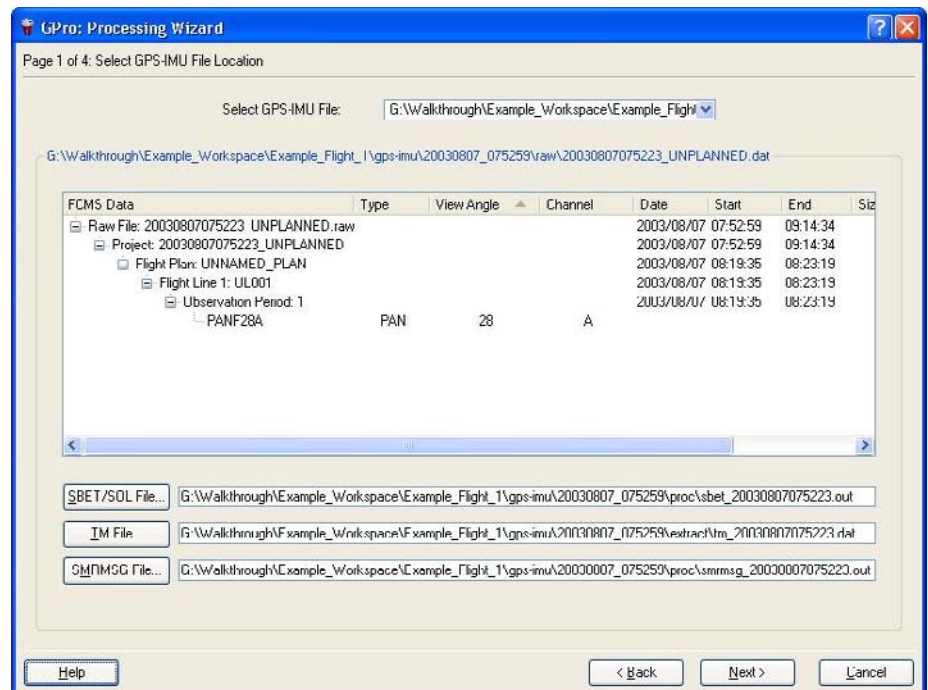 GPro: Processing Wizard
Page 1 of 4: Select GPS-IMU File Location
Select GPS-IMU File: G:\Walkthrough\Example_Workspace\Example_Flight
G:\Walkthrough\Example_Workspace\Example_Flight_1\gps-imu\20030807_075259\raw\20030807075223_UNPLANNED.dat
FCMS Data Type View Angle Channel Date Start End Siz
Raw File: 20030807075223_UNPLANNED.raw 2003/08/07 07:52:59 09:14:34
Project: 20030807075223_UNPLANNED 2003/08/07 07:52:59 09:14:34
Flight Plan: UNNAMED_PLAN 2003/08/07 08:19:35 08:23:19
Flight Line 1: UL001 2003/08/07 08:19:35 08:23:19
Observation Period: 1 2003/08/07 08:19:35 08:23:19
PANF28A PAN 28 A
SBET/SOL File... G:\Walkthrough\Example_Workspace\Example_Flight_1\gps-imu\20030807_075259\proc\sbet_20030807075223.out
TM File G:\Walkthrough\Example_Workspace\Example_Flight_1\gps-imu\20030807_075259\extract\tm_20030807075223.dat
SMRMSG File... G:\Walkthrough\Example_Workspace\Example_Flight_1\gps-imu\20030807_075259\proc\smrmsg_20030807075223.out
Help < Back Next > Cancel